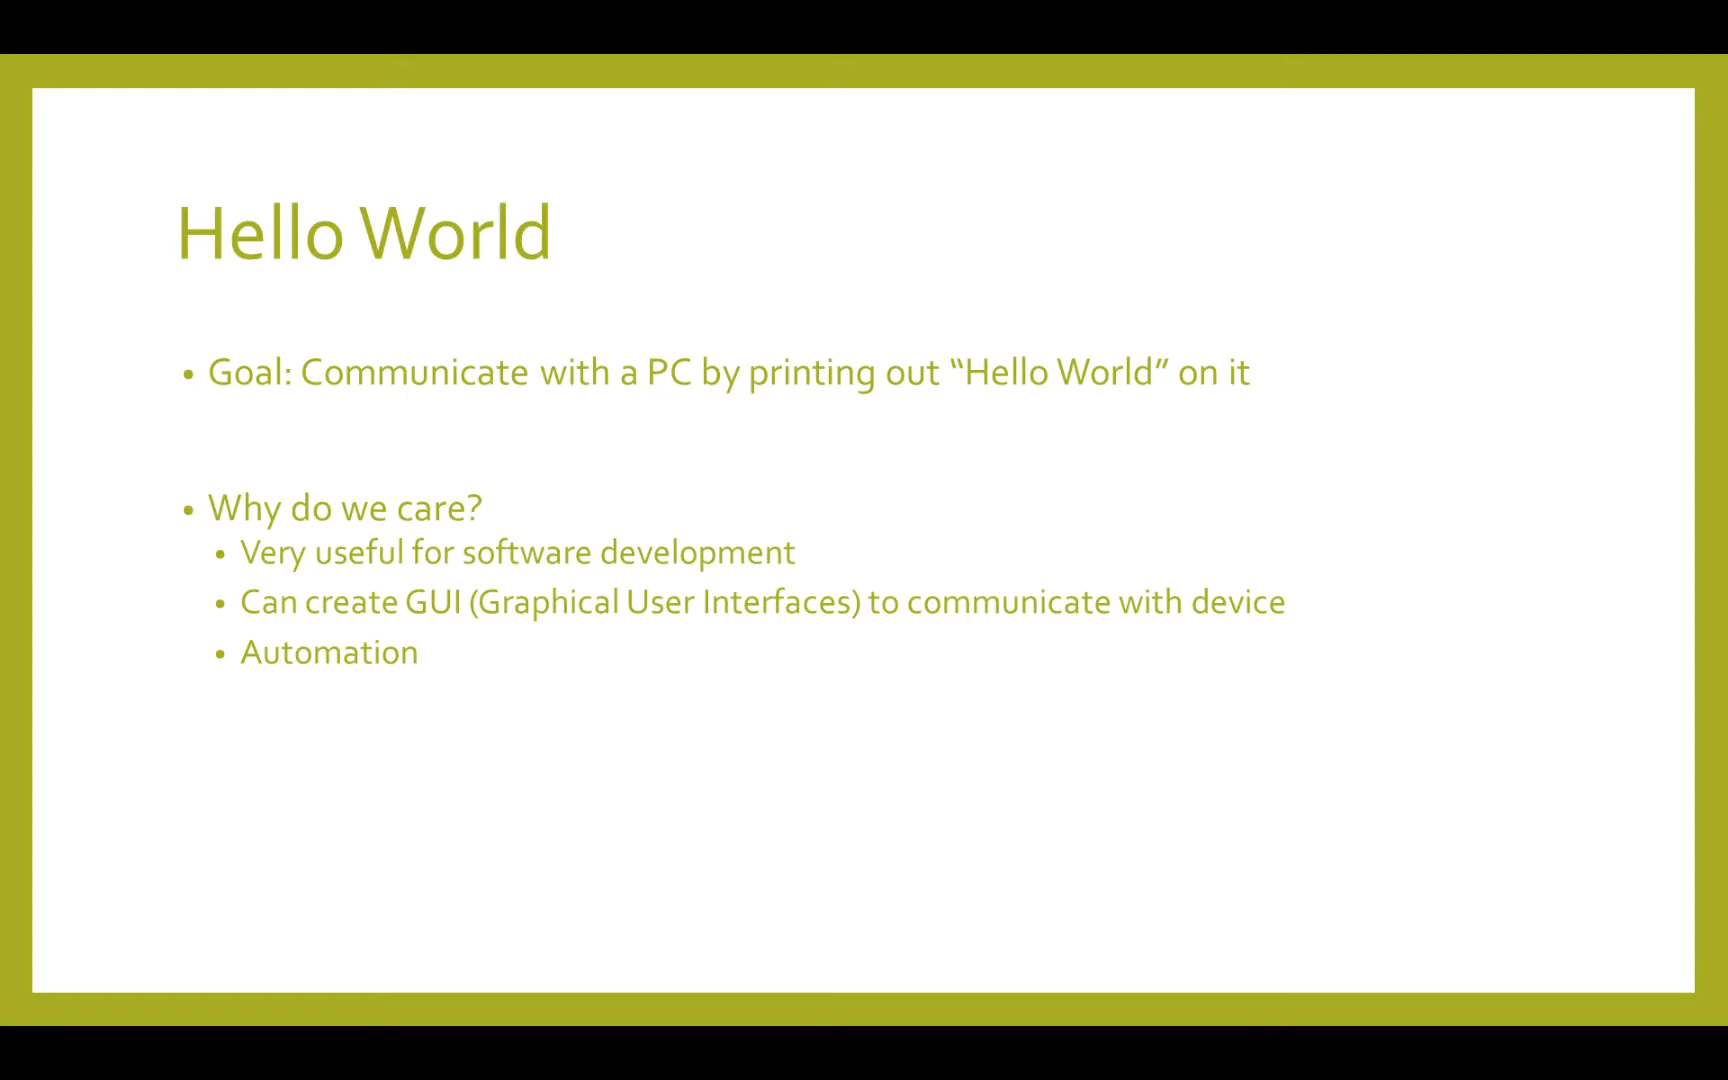 Hello World
• Goal: Communicate with a PC by printing out “Hello World” on it
• Why do we care?
• Very useful for software development
• Can create GUI (Graphical User Interfaces) to communicate with device
• Automation